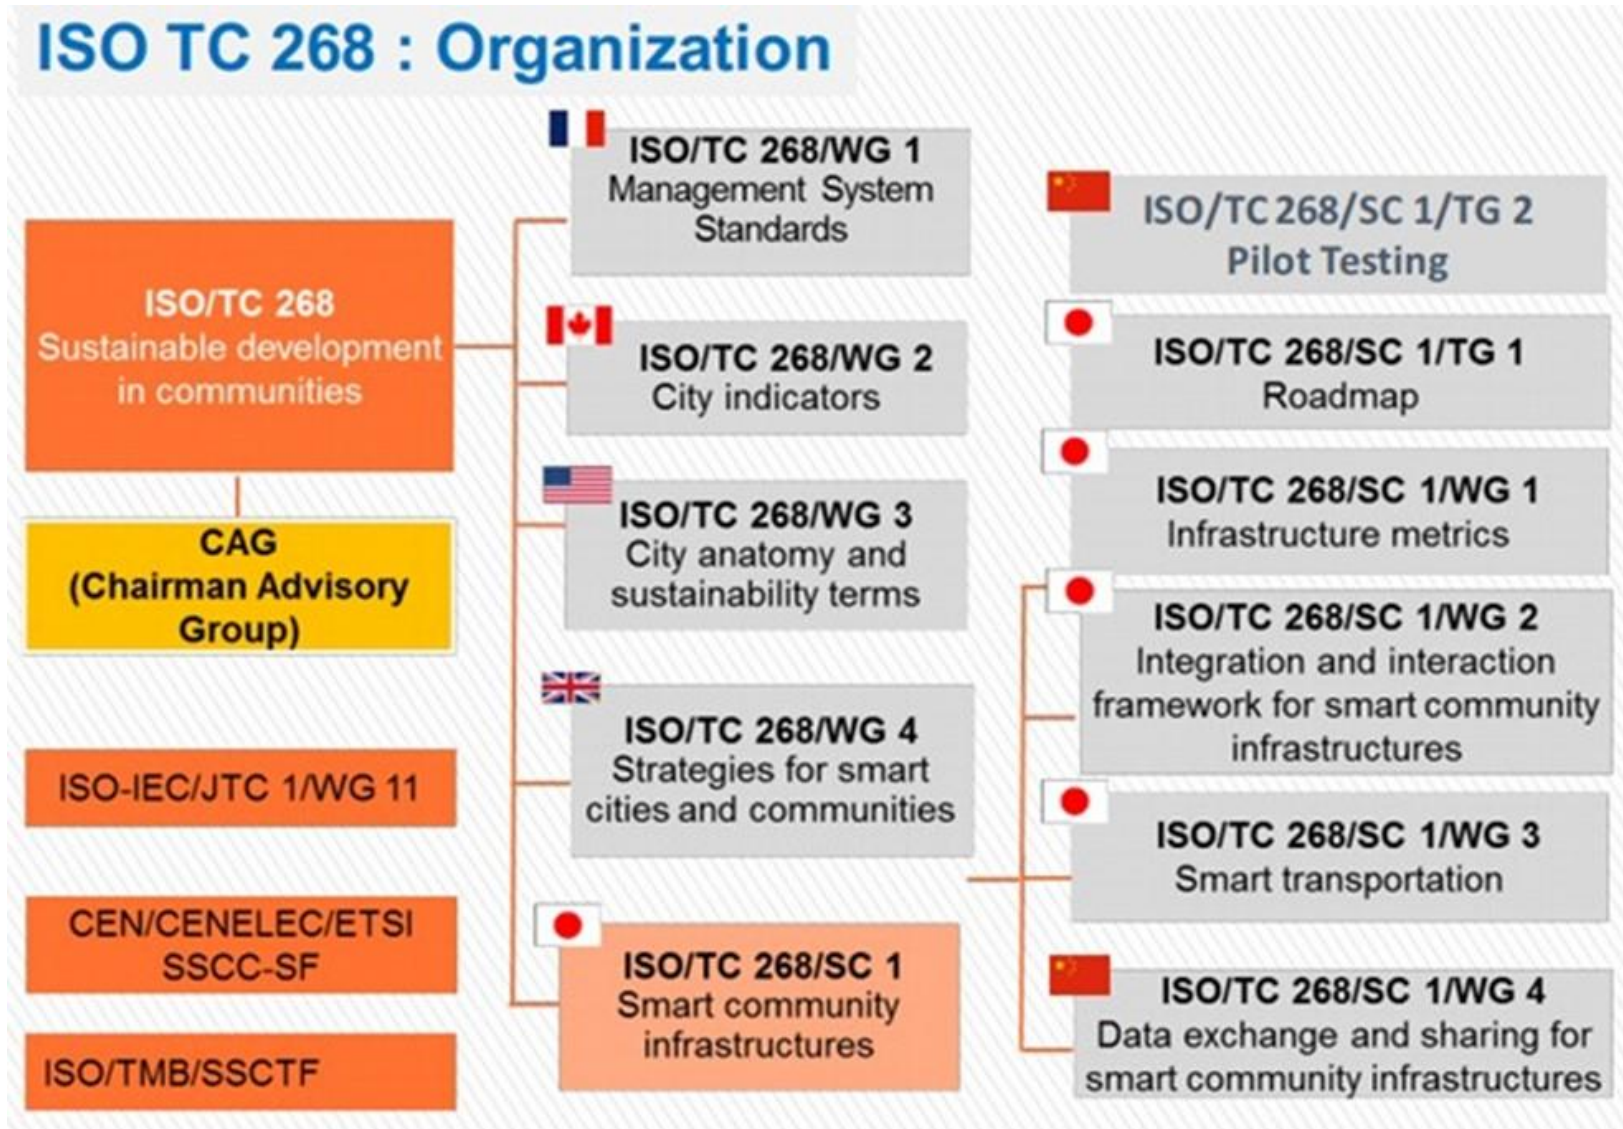 ISO TC 268 : Organization
ISO/TC 268
Sustainable development
in communities
CAG
(Chairman Advisory
Group)
ISO-IEC/JTC 1/WG 11
CEN/CENELEC/ETSI
SSCC-SF
ISO/TMB/SSCTF
ISO/TC 268/WG 1
Management System
Standards
ISO/TC 268/WG 2
City indicators
ISO/TC 268/WG 3
City anatomy and
sustainability terms
ISO/TC 268/WG 4
Strategies for smart
cities and communities
ISO/TC 268/SC 1
Smart community
infrastructures
ISO/TC 268/SC 1/TG 2
Pilot Testing
ISO/TC 268/SC 1/TG 1
Roadmap
ISO/TC 268/SC 1/WG 1
Infrastructure metrics
ISO/TC 268/SC 1/WG 2
Integration and interaction
framework for smart community
infrastructures
ISO/TC 268/SC 1/WG 3
Smart transportation
ISO/TC 268/SC 1/WG 4
Data exchange and sharing for
smart community infrastructures